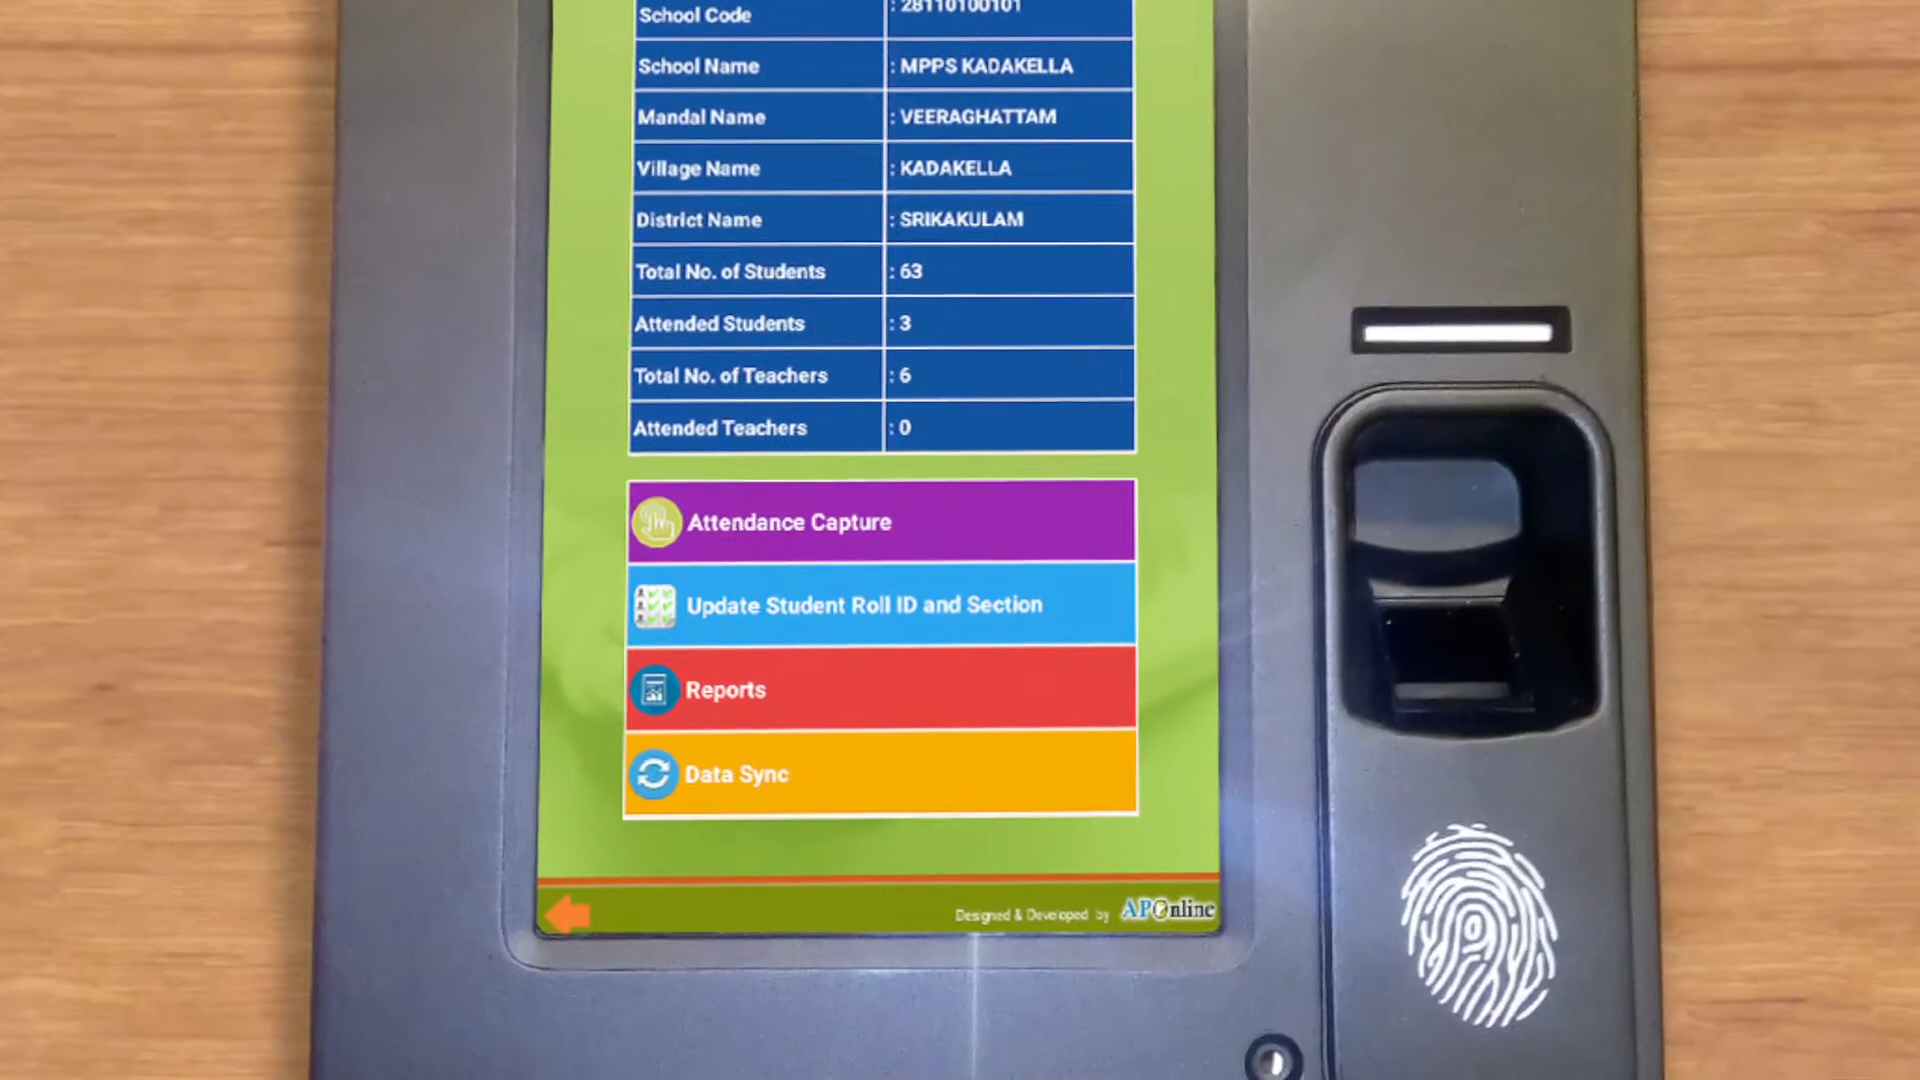 School Code : 28110100101
School Name : MPPS KADAKELLA
Mandal Name : VEERAGHATTAM
Village Name : KADAKELLA
District Name : SRIKAKULAM
Total No. of Students : 63
Attended Students : 3
Total No. of Teachers : 6
Attended Teachers : 0
Attendance Capture
Update Student Roll ID and Section
Reports
Data Sync
Designed & Developed by APOnline